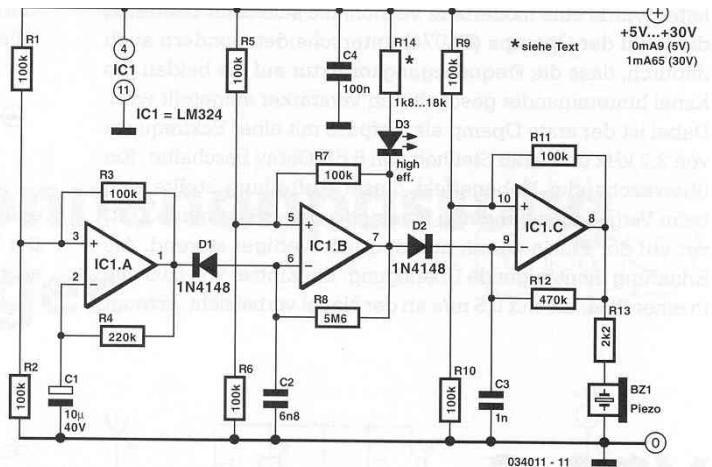 +5V...+30V
0mA9 (5V)
1mA65 (30V)
R1
100k
4
IC1
11
IC1 = LM324
R5
100k
C4
100n
R14
*
1k8...18k
R9
100k
* siehe Text
D3
high
eff.
R3
100k
R7
100k
R11
100k
3
IC1.A
1
D1
1N4148
5
6
IC1.B
7
D2
1N4148
10
9
IC1.C
8
R4
220k
R8
5M6
R12
470k
R13
2k2
R2
100k
C1
10µ
40V
R6
100k
C2
6n8
R10
100k
C3
1n
BZ1
Piezo
0
034011 - 11